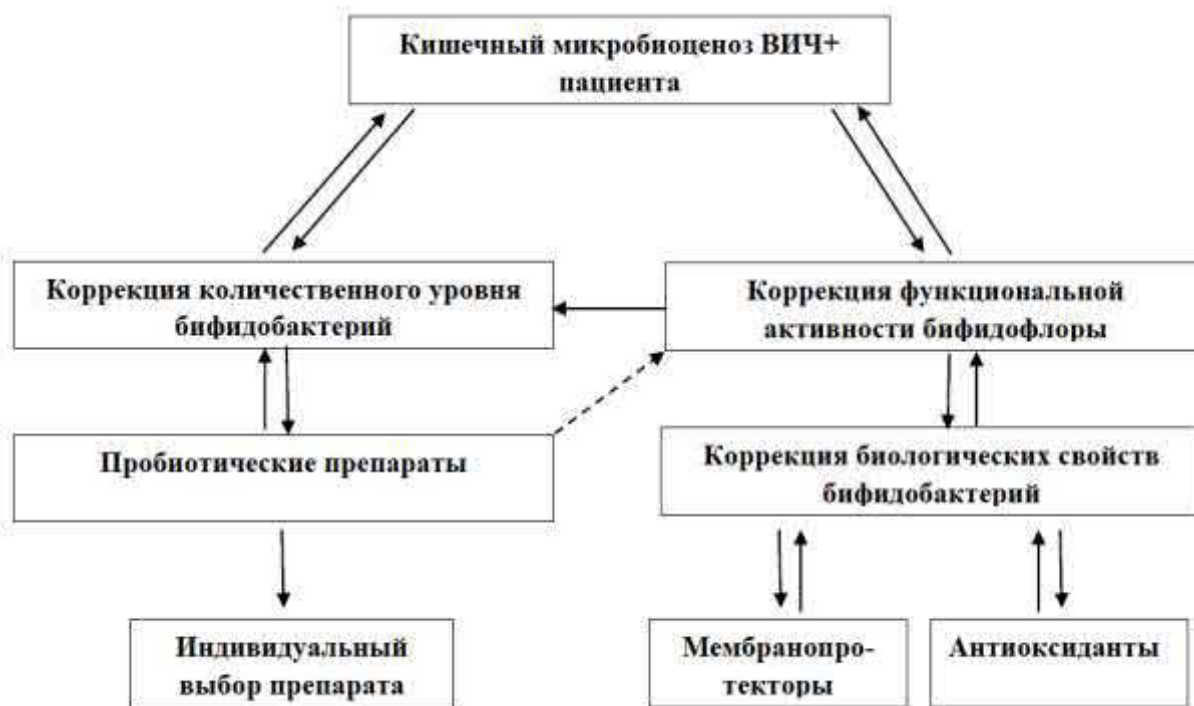 Кишечный микробиоценоз ВИЧ+
пациента
Коррекция количественного уровня
бифидобактерий
Коррекция функциональной
активности бифидофлоры
Пробиотические препараты
Коррекция биологических свойств
бифидобактерий
Индивидуальный
выбор препарата
Мембранопро-
текторы
Антиоксиданты